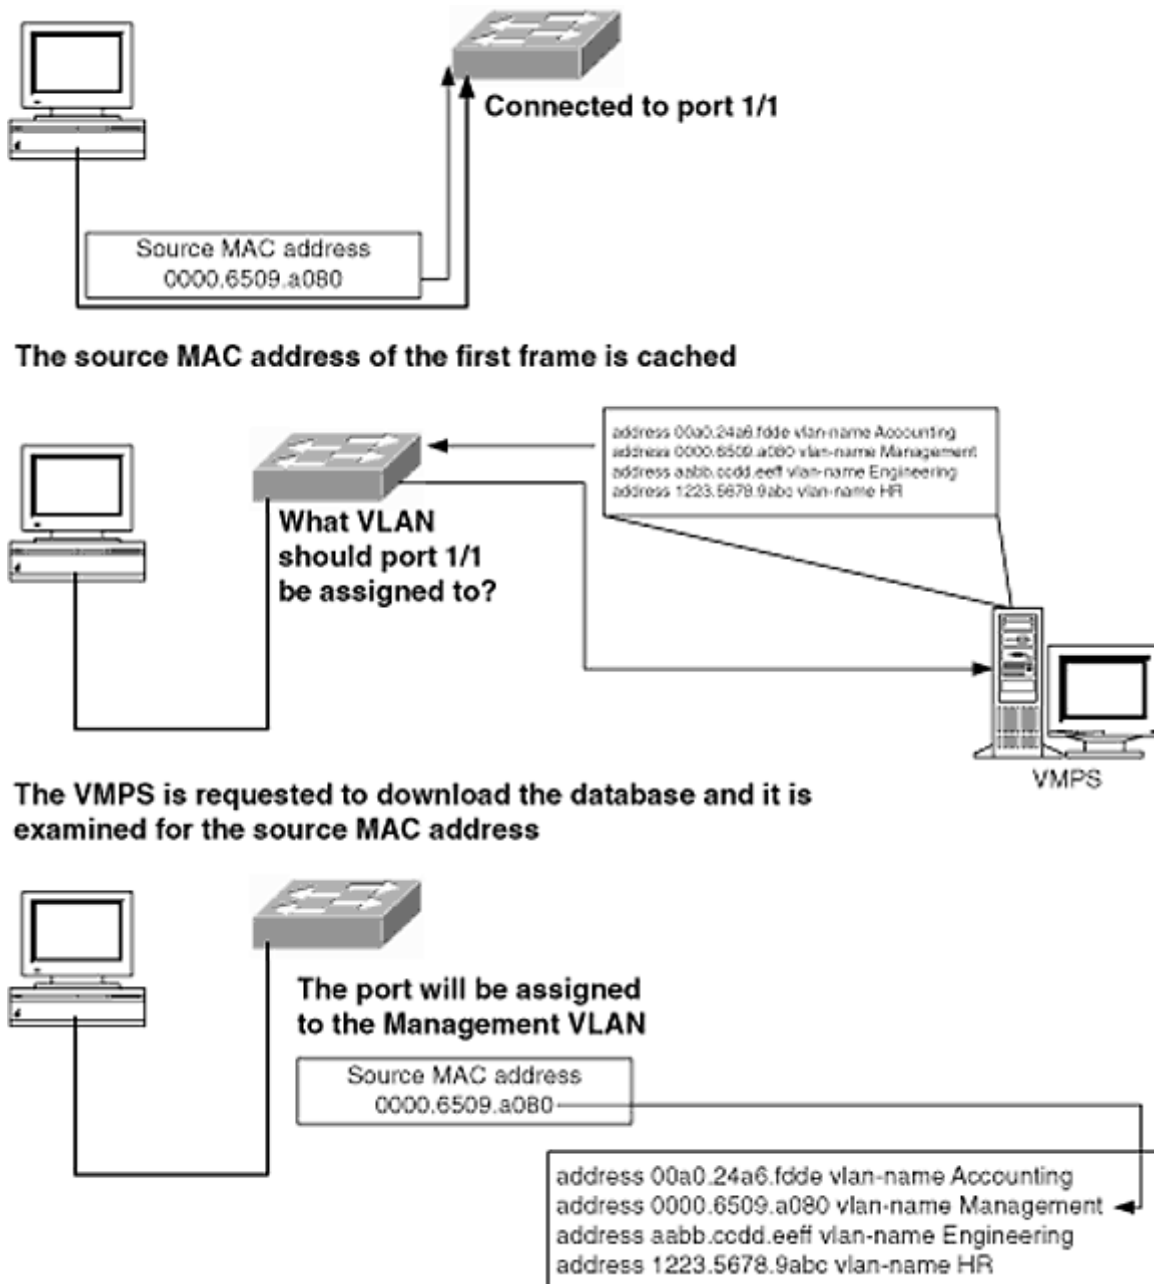 Connected to port 1/1
Source MAC address
0000.6509.a080
The source MAC address of the first frame is cached
address 00a0.24a6.fdde vlan-name Accounting
address 0000.6509.a080 vlan-name Management
address aabb.ccdd.eeff vlan-name Engineering
address 1223.5678.9abc vlan-name HR
What VLAN
should port 1/1
be assigned to?
VMPS
The VMPS is requested to download the database and it is
examined for the source MAC address
The port will be assigned
to the Management VLAN
Source MAC address
0000.6509.a080
address 00a0.24a6.fdde vlan-name Accounting
address 0000.6509.a080 vlan-name Management
address aabb.ccdd.eeff vlan-name Engineering
address 1223.5678.9abc vlan-name HR